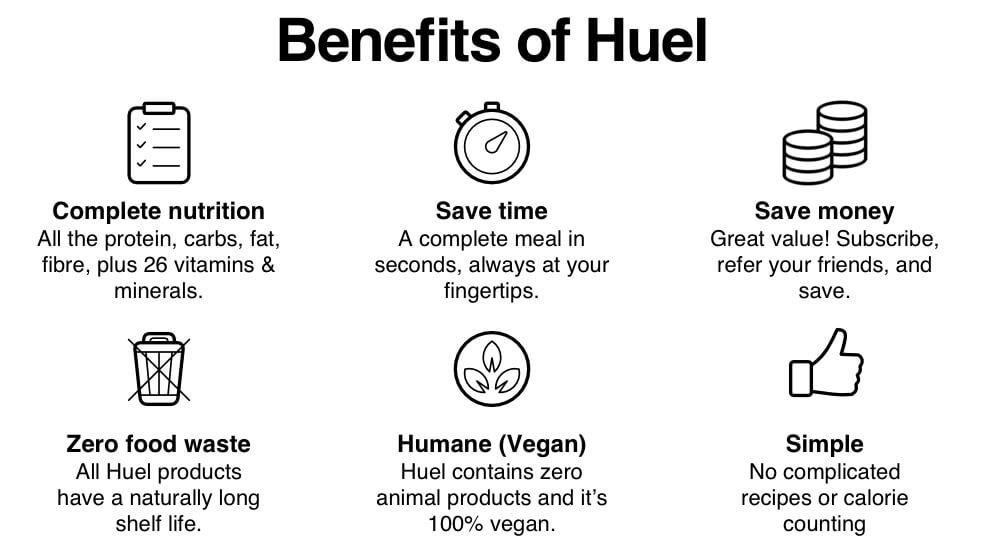 Benefits of Huel
Complete nutrition
All the protein, carbs, fat,
fibre, plus 26 vitamins &
minerals.
Save time
A complete meal in
seconds, always at your
fingertips.
Save money
Great value! Subscribe,
refer your friends, and
save.
Zero food waste
All Huel products
have a naturally long
shelf life.
Humane (Vegan)
Huel contains zero
animal products and it's
100% vegan.
Simple
No complicated
recipes or calorie
counting